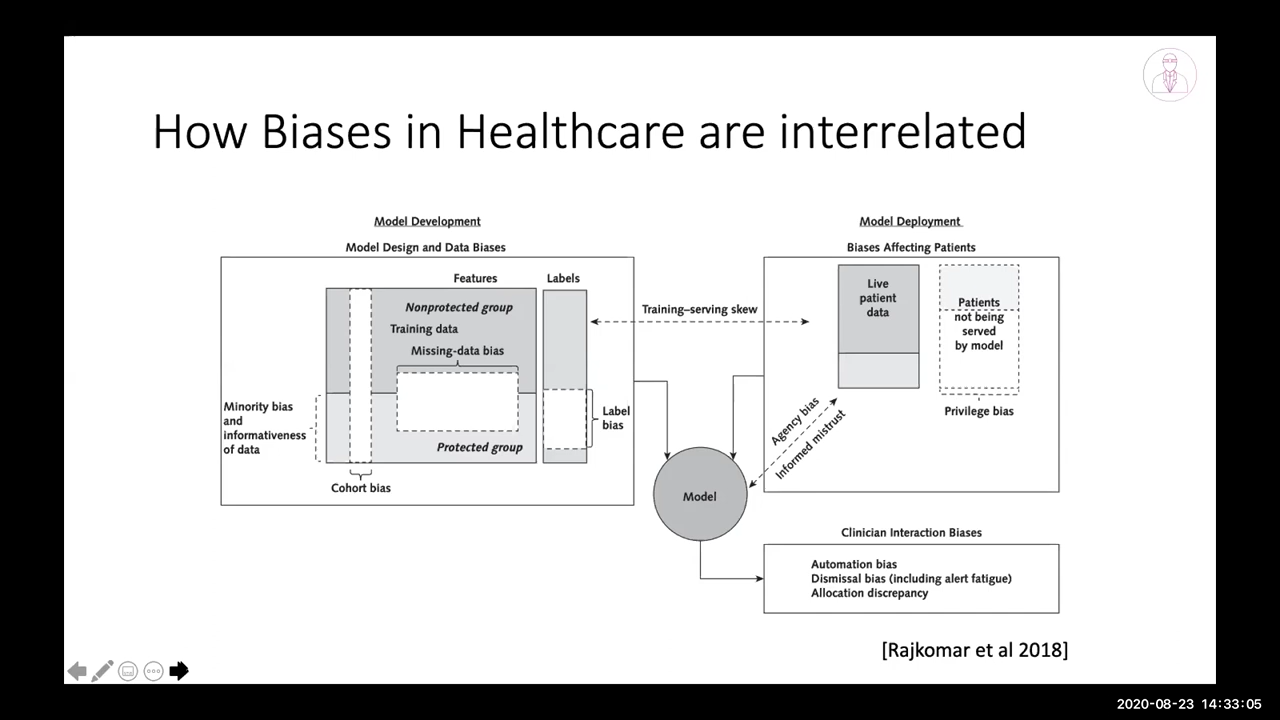 How Biases in Healthcare are interrelated
Model Development
Model Design and Data Biases
Features
Labels
Nonprotected group
Training data
Missing-data bias
Minority bias
and
informativeness
of data
Protected group
Label
bias
Cohort bias
Training–serving skew
Model Deployment
Biases Affecting Patients
Live
patient
data
Patients
not being
served
by model
Privilege bias
Agency bias
Informed mistrust
Model
Clinician Interaction Biases
Automation bias
Dismissal bias (including alert fatigue)
Allocation discrepancy
[Rajkomar et al 2018]
2020-08-23 14:33:05